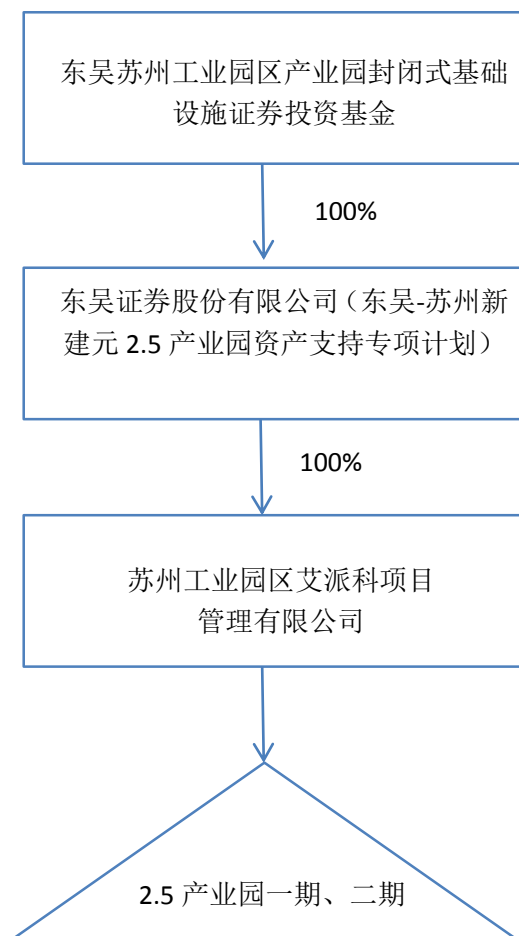 东吴苏州工业园区产业园封闭式基础
设施证券投资基金
100%
东吴证券股份有限公司（东吴-苏州新
建元 2.5 产业园资产支持专项计划）
100%
苏州工业园区艾派科项目
管理有限公司
2.5 产业园一期、二期